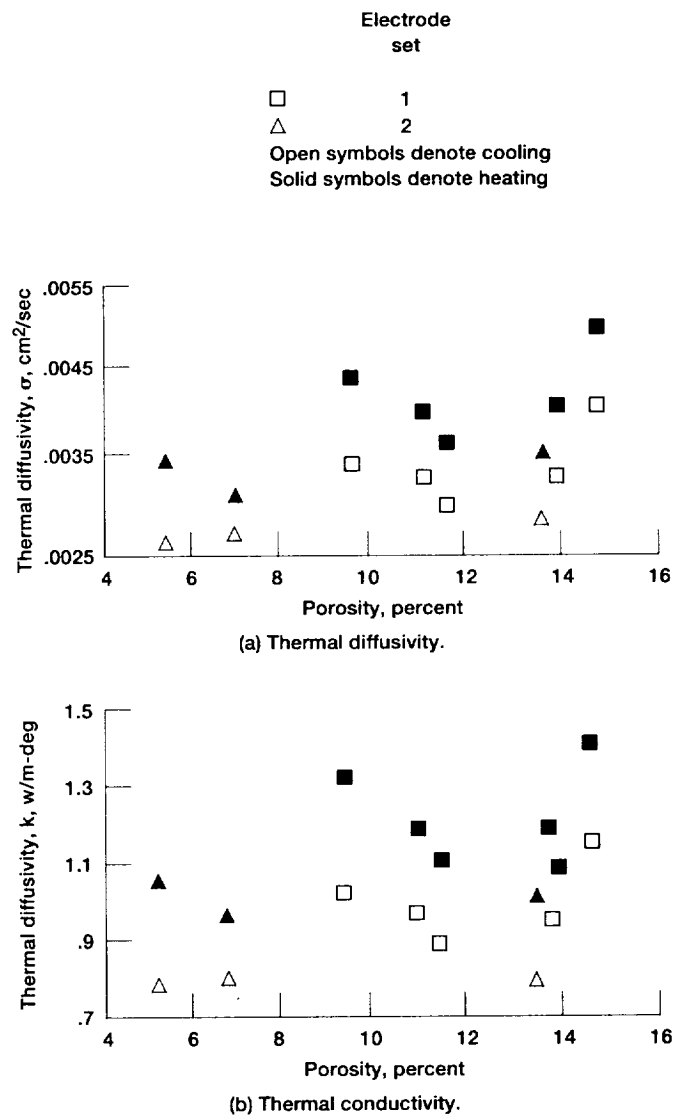 Electrode
set
1
2
Open symbols denote cooling
Solid symbols denote heating
Thermal diffusivity, σ, cm²/sec
.0055
.0045
.0035
.0025
4 6 8 10 12 14 16
Porosity, percent
(a) Thermal diffusivity.
Thermal diffusivity, k, w/m-deg
1.5
1.3
1.1
.9
.7
4 6 8 10 12 14 16
Porosity, percent
(b) Thermal conductivity.